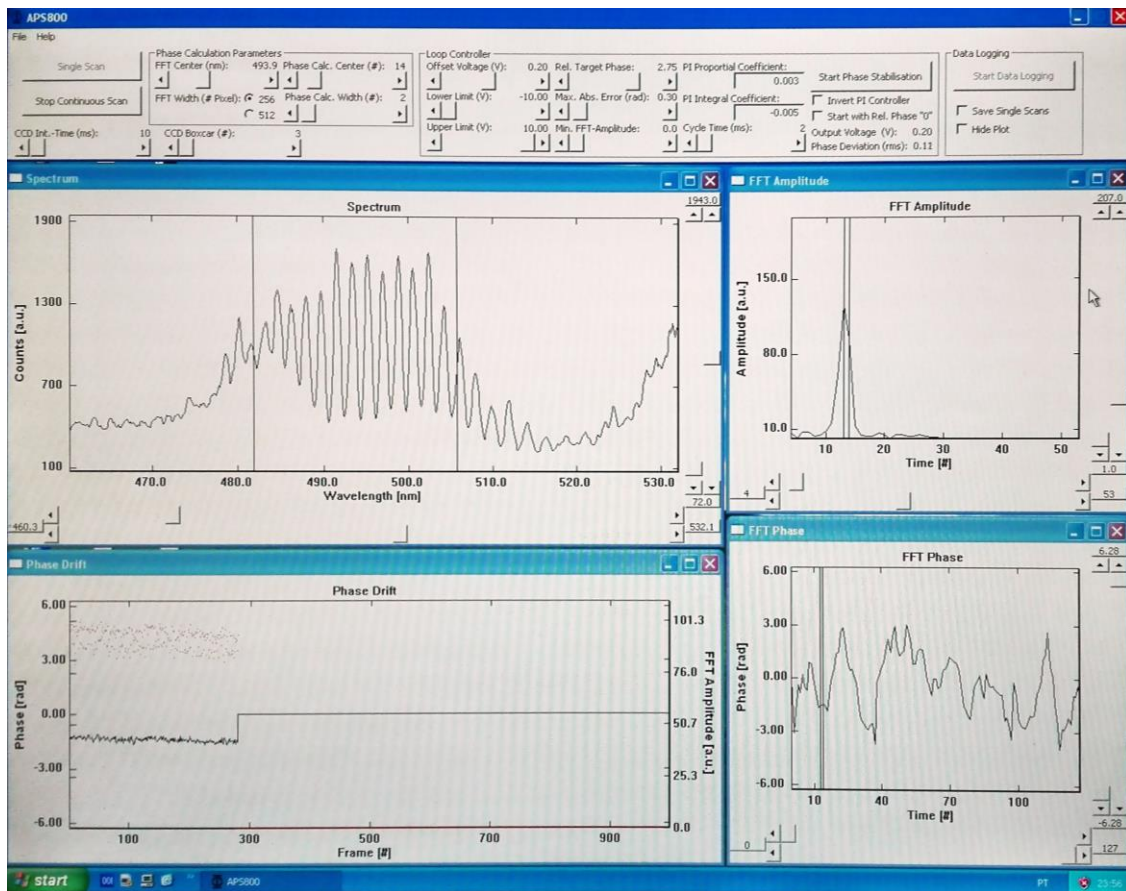 APS800
File Help
Phase Calculation Parameters
Loop Controller
Data Logging
Single Scan
FFT Center (nm): 493.9 Phase Calc. Center (#): 14
Offset Voltage (V): 0.20 Rel. Target Phase: 2.75 PI Proportial Coefficient:
0.003
Start Phase Stabilisation
Start Data Logging
Stop Continuous Scan
FFT Width (# Pixel): 256 Phase Calc. Width (#): 2
512
Lower Limit (V): -10.00 Max. Abs. Error (rad): 0.30 PI Integral Coefficient:
-0.005
Invert PI Controller
Start with Rel. Phase "0"
Save Single Scans
Hide Plot
CCD Int.-Time (ms): 10 CCD Boxcar (#): 3
Upper Limit (V): 10.00 Min. FFT-Amplitude: 0.0 Cycle Time (ms): 2
Output Voltage (V): 0.20
Phase Deviation (rms): 0.11
Spectrum
Spectrum
1943.0
1900
1300
700
100
Counts [a.u.]
470.0 480.0 490.0 500.0 510.0 520.0 530.0
Wavelength [nm]
72.0
460.3
532.1
FFT Amplitude
FFT Amplitude
207.0
150.0
80.0
10.0
Amplitude [a.u.]
10 20 30 40 50
Time [#]
1.0
4
53
Phase Drift
Phase Drift
6.00
3.00
0.00
-3.00
-6.00
Phase [rad]
101.3
76.0
50.7
25.3
0.0
FFT Amplitude [a.u.]
100 300 500 700 900
Frame [#]
FFT Phase
FFT Phase
6.28
6.00
3.00
0.00
-3.00
-6.00
Phase [rad]
10 40 70 100
Time [#]
-6.28
0
127
start
APS800
PT
23:56